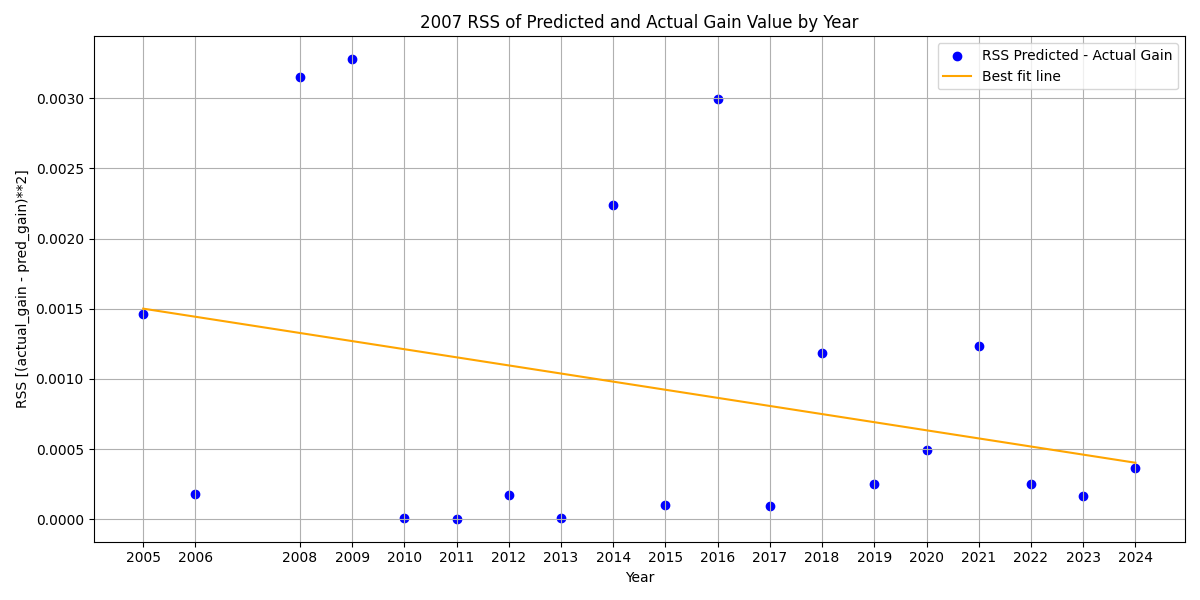 2007 RSS of Predicted and Actual Gain Value by Year
RSS Predicted - Actual Gain
Best fit line
RSS [(actual_gain - pred_gain)**2]
0.0030
0.0025
0.0020
0.0015
0.0010
0.0005
0.0000
2005 2006 2008 2009 2010 2011 2012 2013 2014 2015 2016 2017 2018 2019 2020 2021 2022 2023 2024
Year